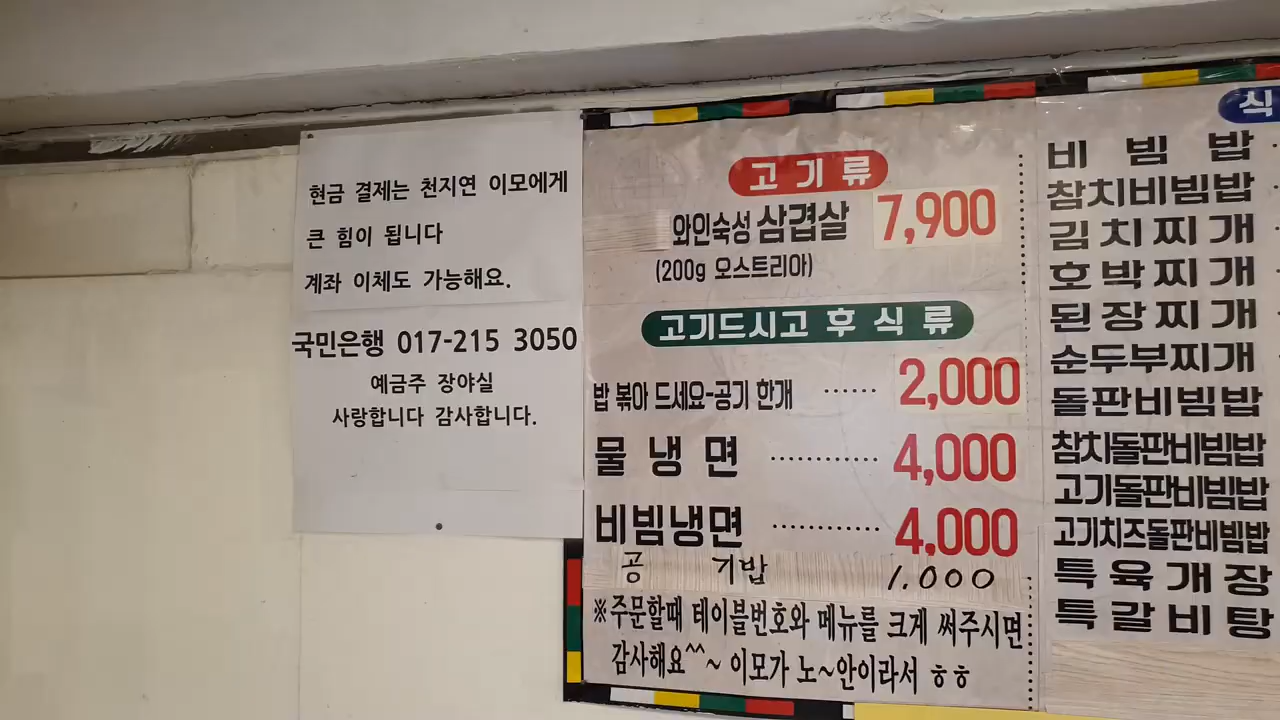 현금 결제는 천지연 이모에게
큰 힘이 됩니다
계좌 이체도 가능해요.
국민은행 017-215 3050
예금주 장야실
사랑합니다 감사합니다.
고기류
와인숙성 삼겹살 7,900
(200g 오스트리아)
고기드시고 후식류
밥 볶아 드세요-공기 한개 ······ 2,000
물냉면 ············ 4,000
비빔냉면 ············ 4,000
공기밥 1,000
※주문할때 테이블번호와 메뉴를 크게 써주시면
감사해요^^~ 이모가 노~안이라서 ㅎㅎ
식
비빔밥
참치비빔밥
김치찌개
호박찌개
된장찌개
순두부찌개
돌판비빔밥
참치돌판비빔밥
고기돌판비빔밥
고기치즈돌판비빔밥
특육개장
특갈비탕